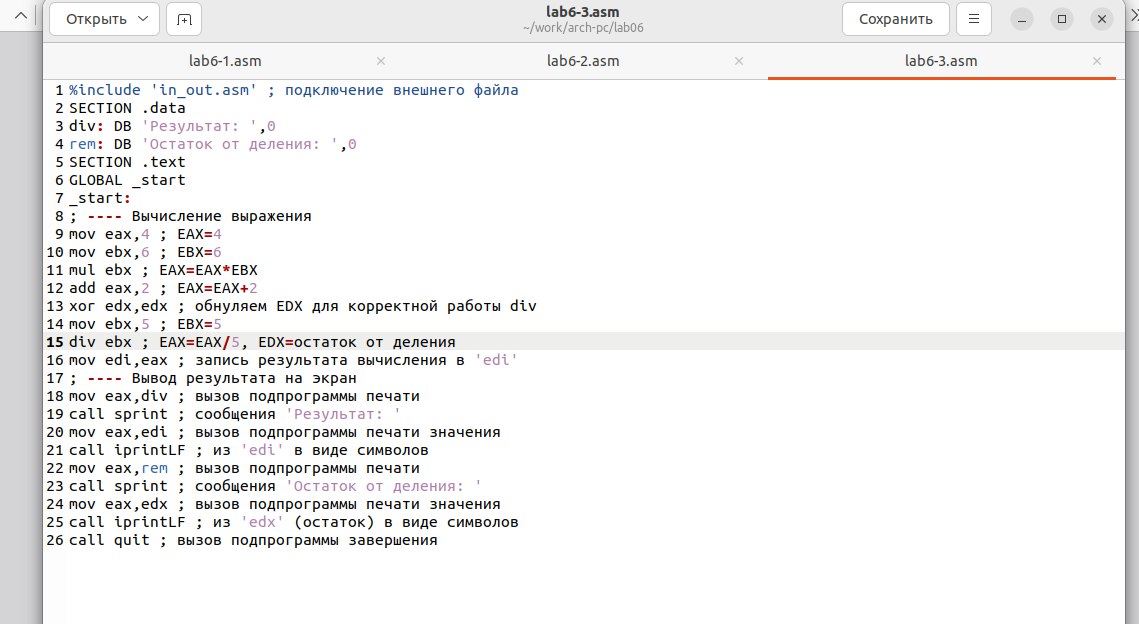 Открыть
lab6-3.asm
~/work/arch-pc/lab06
Сохранить
lab6-1.asm
lab6-2.asm
lab6-3.asm
1 %include 'in_out.asm' ; подключение внешнего файла
2 SECTION .data
3 div: DB 'Результат: ',0
4 rem: DB 'Остаток от деления: ',0
5 SECTION .text
6 GLOBAL _start
7 _start:
8 ; ---- Вычисление выражения
9 mov eax,4 ; EAX=4
10 mov ebx,6 ; EBX=6
11 mul ebx ; EAX=EAX*EBX
12 add eax,2 ; EAX=EAX+2
13 xor edx,edx ; обнуляем EDX для корректной работы div
14 mov ebx,5 ; EBX=5
15 div ebx ; EAX=EAX/5, EDX=остаток от деления
16 mov edi,eax ; запись результата вычисления в 'edi'
17 ; ---- Вывод результата на экран
18 mov eax,div ; вызов подпрограммы печати
19 call sprint ; сообщения 'Результат: '
20 mov eax,edi ; вызов подпрограммы печати значения
21 call iprintLF ; из 'edi' в виде символов
22 mov eax,rem ; вызов подпрограммы печати
23 call sprint ; сообщения 'Остаток от деления: '
24 mov eax,edx ; вызов подпрограммы печати значения
25 call iprintLF ; из 'edx' (остаток) в виде символов
26 call quit ; вызов подпрограммы завершения